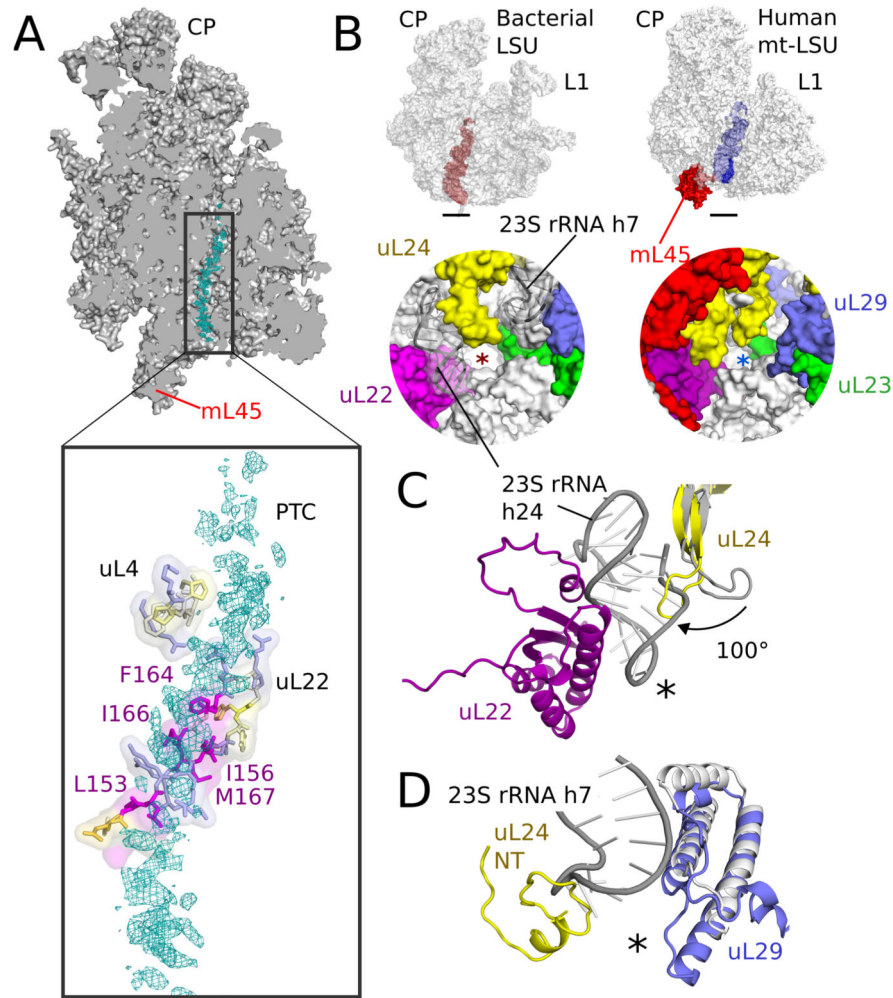 A
CP
mL45
PTC
uL4
F164
uL22
I166
L153
I156
M167
B
CP
Bacterial
LSU
L1
CP
Human
mt-LSU
L1
23S rRNA h7
uL24
mL45
uL29
uL22
*
*
uL23
C
23S rRNA
h24
uL24
100°
uL22
*
D
23S rRNA h7
uL24
NT
*
uL29